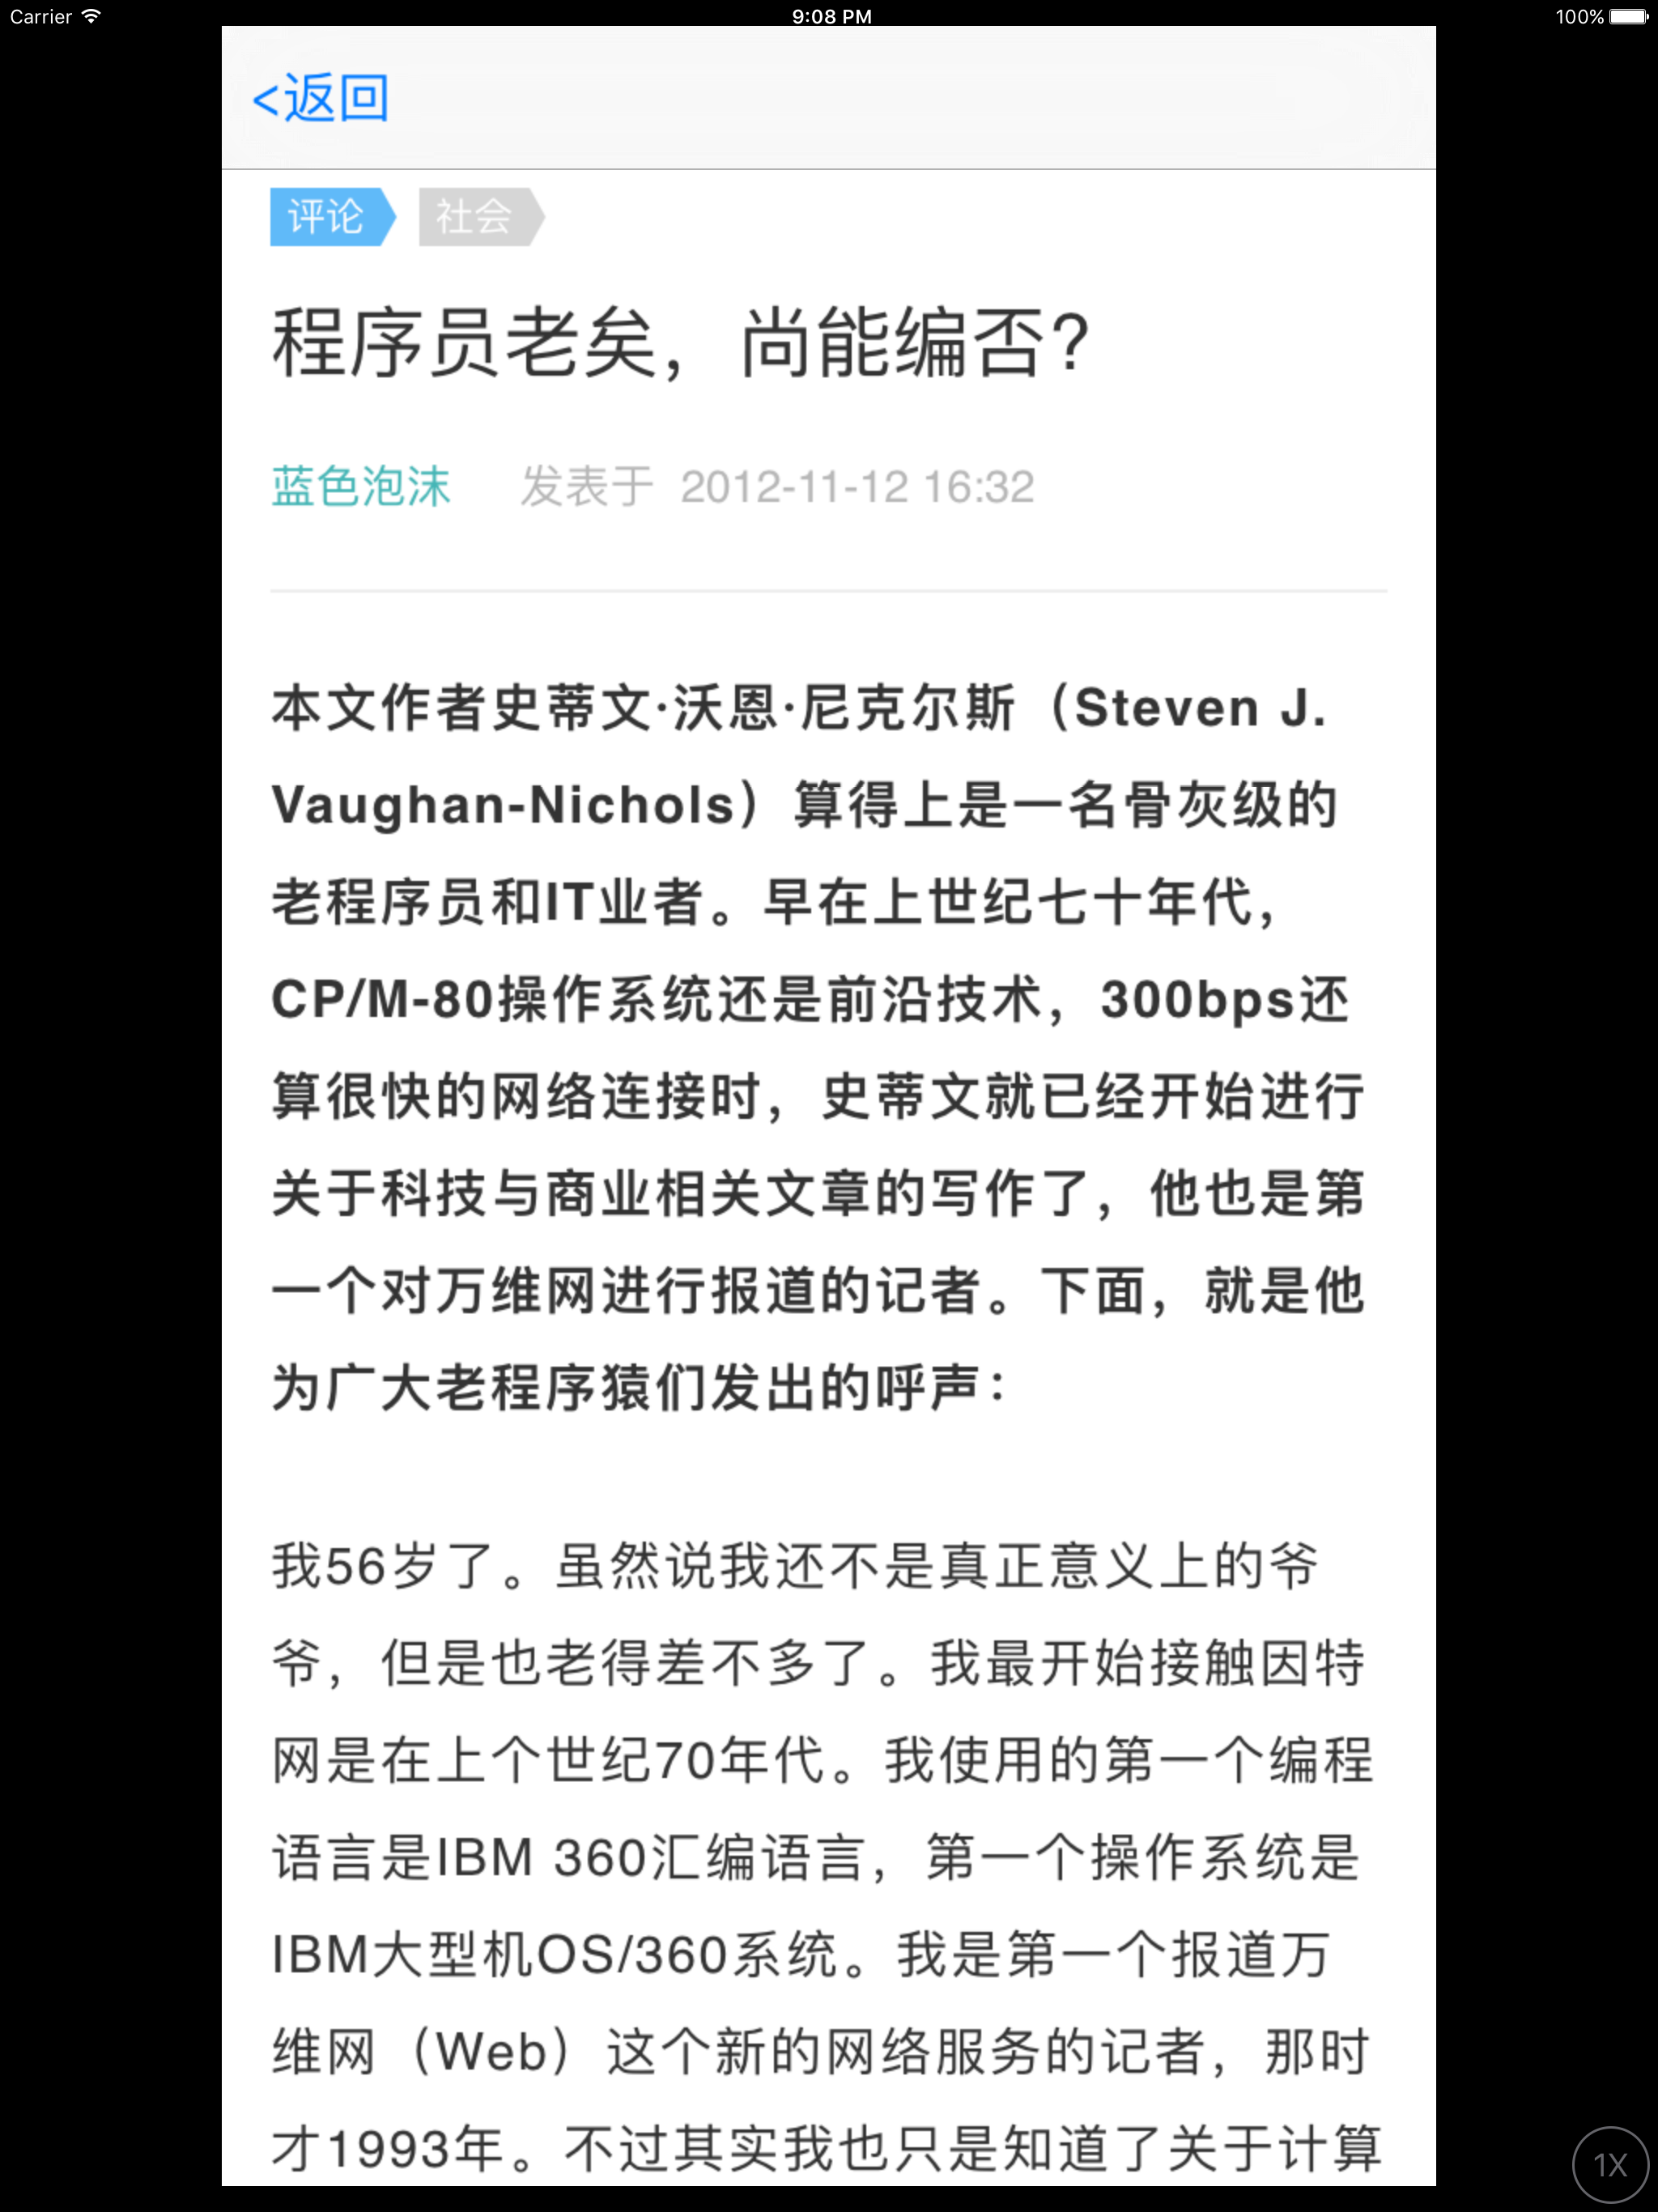 Carrier 9:08 PM 100%
<返回
评论 社会
程序员老矣，尚能编否?
蓝色泡沫 发表于 2012-11-12 16:32
本文作者史蒂文·沃恩·尼克尔斯（Steven J.
Vaughan-Nichols）算得上是一名骨灰级的
老程序员和IT业者。早在上世纪七十年代，
CP/M-80操作系统还是前沿技术，300bps还
算很快的网络连接时，史蒂文就已经开始进行
关于科技与商业相关文章的写作了，他也是第
一个对万维网进行报道的记者。下面，就是他
为广大老程序猿们发出的呼声：
我56岁了。虽然说我还不是真正意义上的爷
爷，但是也老得差不多了。我最开始接触因特
网是在上个世纪70年代。我使用的第一个编程
语言是IBM 360汇编语言，第一个操作系统是
IBM大型机OS/360系统。我是第一个报道万
维网（Web）这个新的网络服务的记者，那时
才1993年。不过其实我也只是知道了关于计算
1X